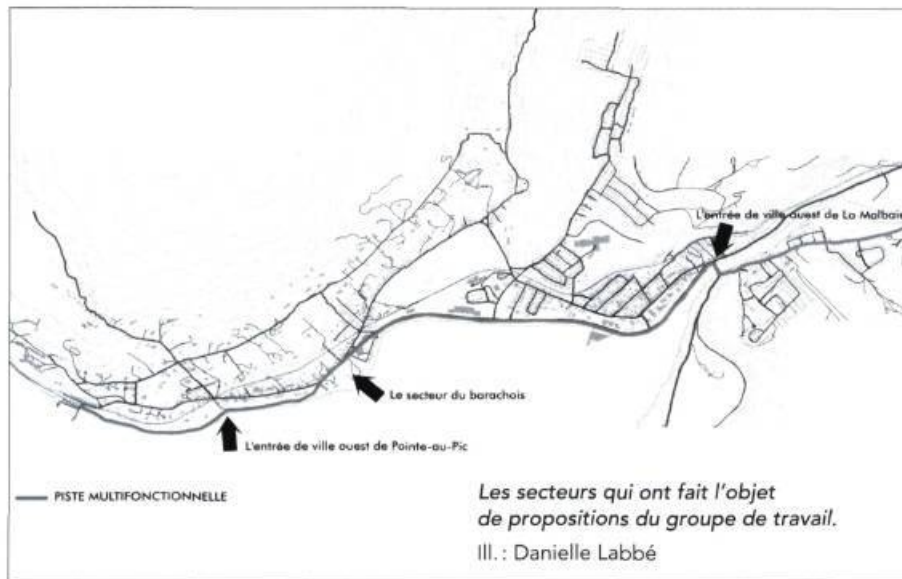 L'entrée de ville ouest de La Malbaie
Le secteur du barachois
L'entrée de ville ouest de Pointe-au-Pic
PISTE MULTIFONCTIONNELLE
Les secteurs qui ont fait l'objet
de propositions du groupe de travail.
Ill.: Danielle Labbé